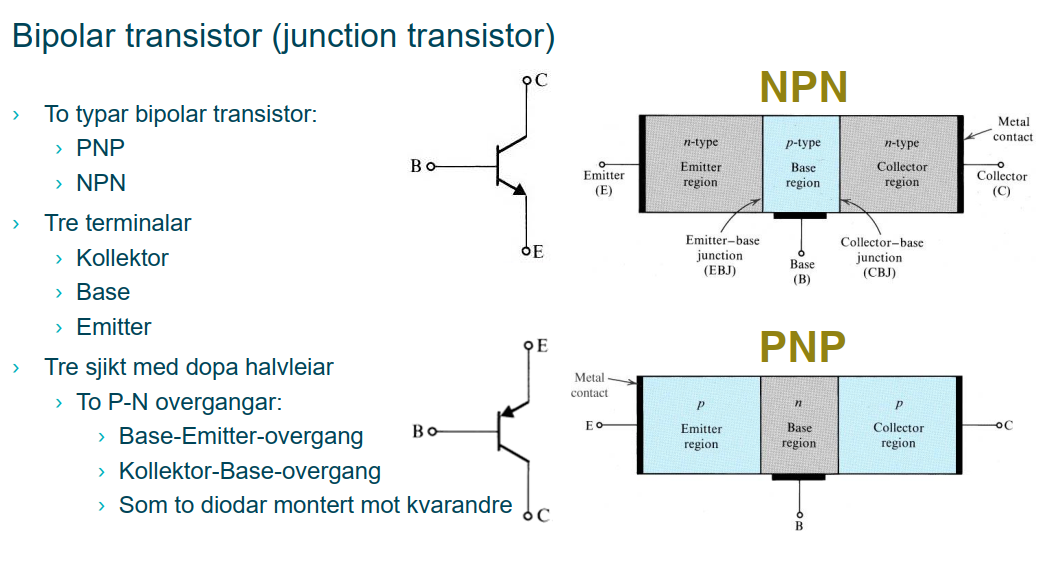 Bipolar transistor (junction transistor)
› To typar bipolar transistor:
› PNP
› NPN
› Tre terminalar
› Kollektor
› Base
› Emitter
› Tre sjikt med dopa halvleiar
› To P-N overgangar:
› Base-Emitter-overgang
› Kollektor-Base-overgang
› Som to diodar montert mot kvarandre
C
B
E
E
B
C
NPN
Metal
contact
n-type
Emitter
region
p-type
Base
region
n-type
Collector
region
Emitter
(E)
Collector
(C)
Emitter–base
junction
(EBJ)
Base
(B)
Collector–base
junction
(CBJ)
PNP
Metal
contact
p
Emitter
region
n
Base
region
p
Collector
region
E
C
B